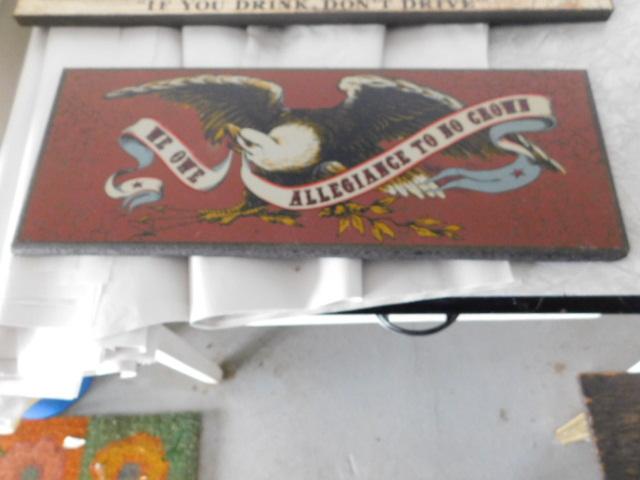 "IF YOU DRINK, DON'T DRIVE"
WE OWE
ALLEGIANCE TO NO CROWN